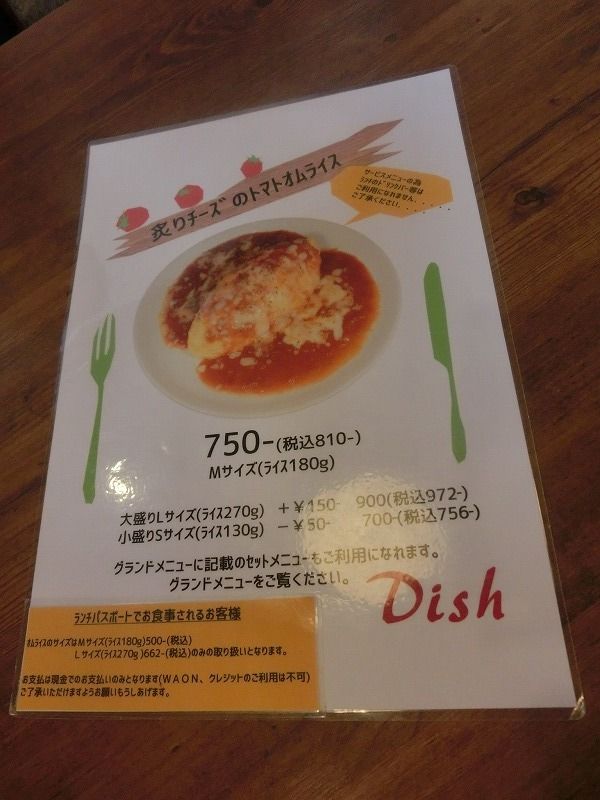 炙りチーズのトマトオムライス
サービスメニューの為
ランチのドリンクバー等は
ご利用になれません。
ご了承ください。．．．．．．
750-(税込810-)
Mサイズ(ライス180g)
大盛りLサイズ(ライス270g) ＋￥150- 900(税込972-)
小盛りSサイズ(ライス130g) －￥50- 700-(税込756-)
グランドメニューに記載のセットメニューもご利用になれます。
グランドメニューをご覧ください。
Dish
ランチパスポートでお食事されるお客様
オムライスのサイズはMサイズ(ライス180g)500-(税込)
Lサイズ(ライス270g)662-(税込)のみの取り扱いとなります。
お支払は現金でのお支払いのみとなります(WAON、クレジットのご利用は不可)
ご了承いただけますようお願いもうしあげます。